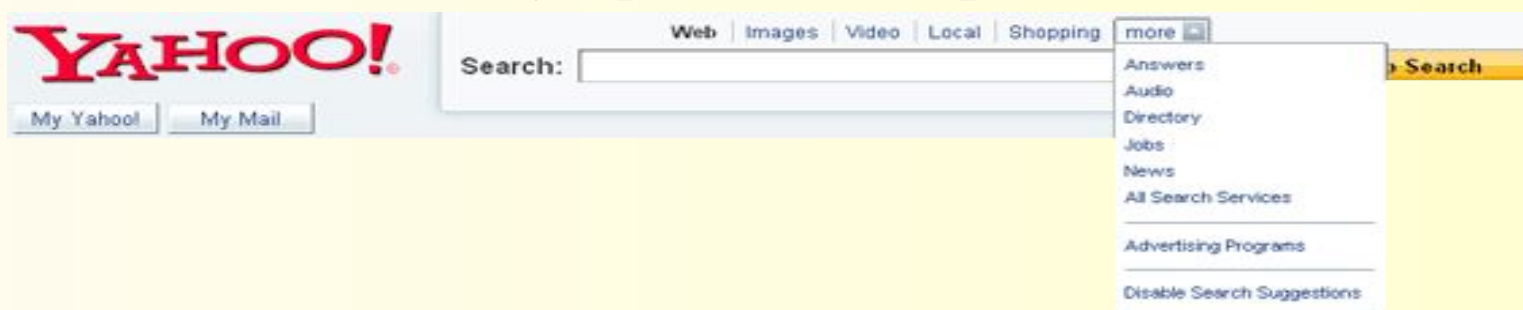 YAHOO!
Web | Images | Video | Local | Shopping | more
Search:
Search
My Yahoo! My Mail
Answers
Audio
Directory
Jobs
News
All Search Services
Advertising Programs
Disable Search Suggestions